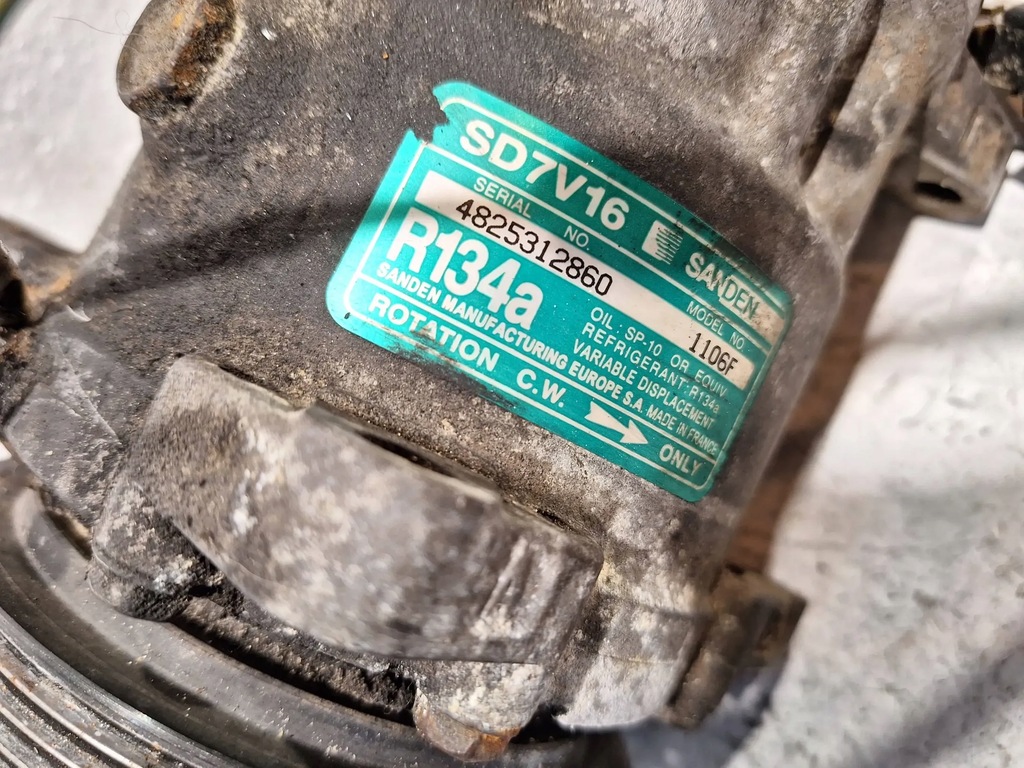 SD7V16 SANDEN
SERIAL NO. MODEL NO.
4825312860 1106F
R134a
OIL: SP-10 OR EQUIV.
REFRIGERANT: R134a
VARIABLE DISPLACEMENT
SANDEN MANUFACTURING EUROPE S.A. MADE IN FRANCE
ROTATION C.W. ONLY